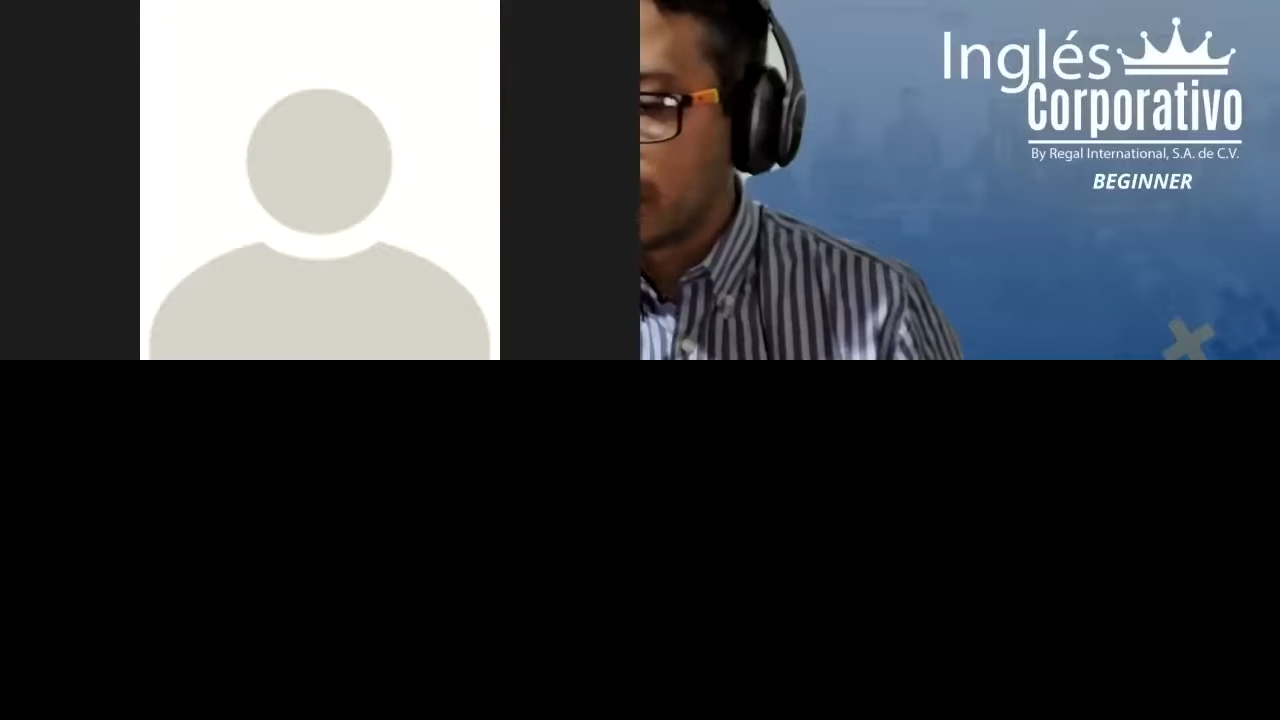 Inglés
Corporativo
By Regal International, S.A. de C.V.
BEGINNER